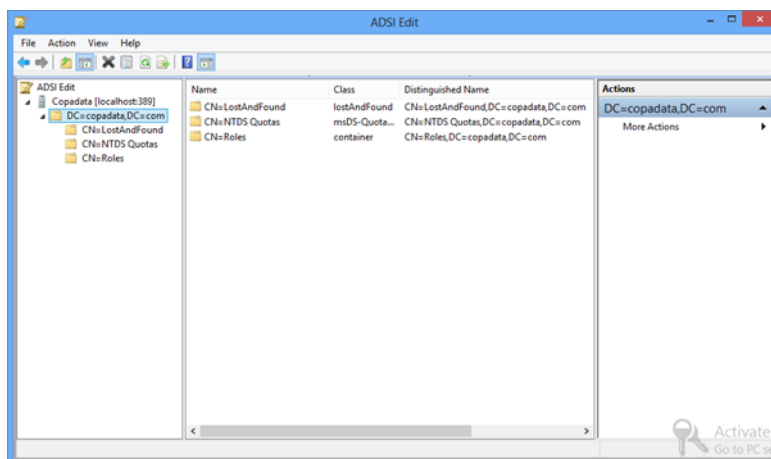 ADSI Edit
File Action View Help
ADSI Edit
Copadata [localhost:389]
DC=copadata,DC=com
CN=LostAndFound
CN=NTDS Quotas
CN=Roles
Name Class Distinguished Name
CN=LostAndFound lostAndFound CN=LostAndFound,DC=copadata,DC=com
CN=NTDS Quotas msDS-Quota... CN=NTDS Quotas,DC=copadata,DC=com
CN=Roles container CN=Roles,DC=copadata,DC=com
Actions
DC=copadata,DC=com
More Actions
Activate
Go to PC se